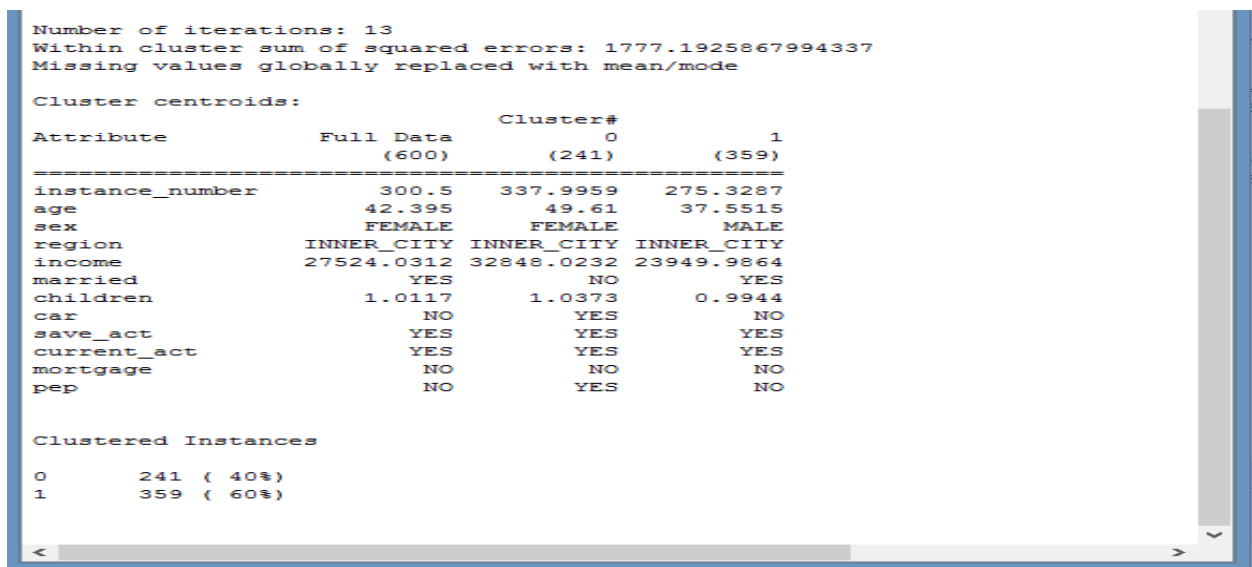 Number of iterations: 13
Within cluster sum of squared errors: 1777.1925867994337
Missing values globally replaced with mean/mode
Cluster centroids:
Cluster#
Attribute Full Data 0 1
(600) (241) (359)
==========================================================
instance_number 300.5 337.9959 275.3287
age 42.395 49.61 37.5515
sex FEMALE FEMALE MALE
region INNER_CITY INNER_CITY INNER_CITY
income 27524.0312 32848.0232 23949.9864
married YES NO YES
children 1.0117 1.0373 0.9944
car NO YES NO
save_act YES YES YES
current_act YES YES YES
mortgage NO NO NO
pep NO YES NO
Clustered Instances
0 241 ( 40%)
1 359 ( 60%)